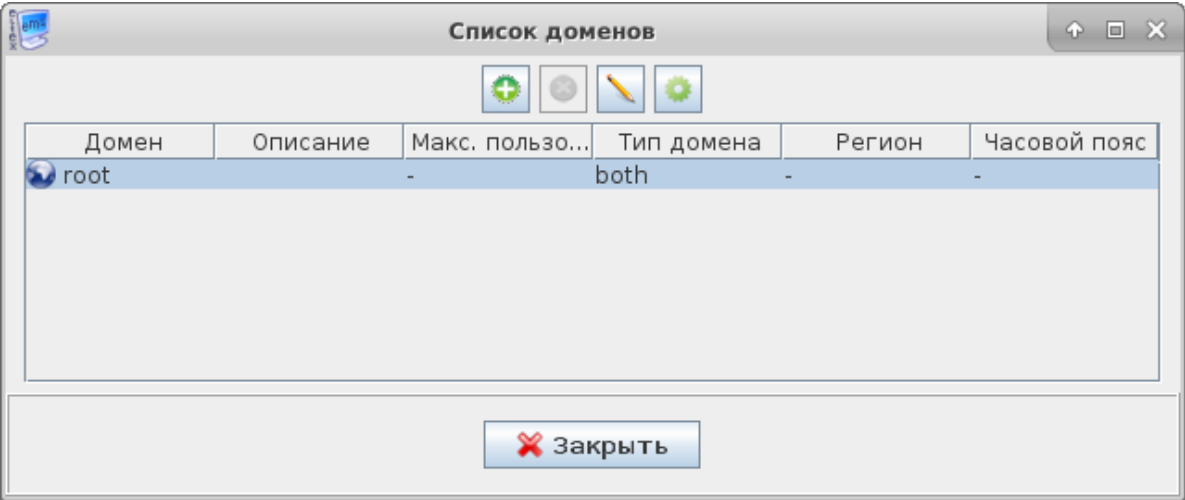 Список доменов
Домен Описание Макс. пользо... Тип домена Регион Часовой пояс
root - both - -
Закрыть